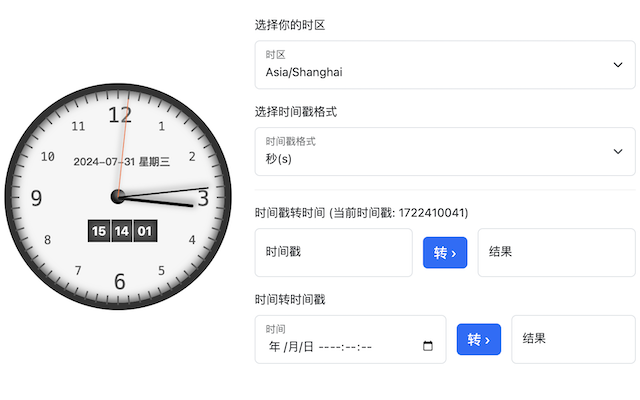 12
11
1
10
2
2024-07-31 星期三
9
3
15 14 01
8
4
7
5
6
选择你的时区
时区
Asia/Shanghai
选择时间戳格式
时间戳格式
秒(s)
时间戳转时间 (当前时间戳: 1722410041)
时间戳
转 ›
结果
时间转时间戳
时间
年 /月/日 ----:--:--
转 ›
结果